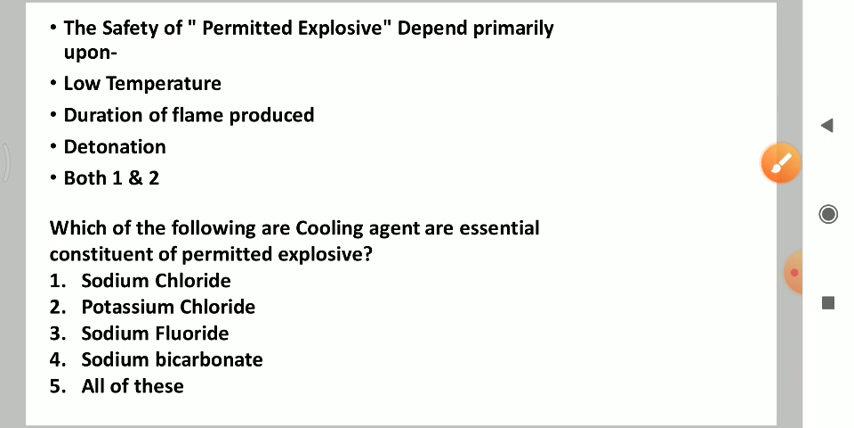 • The Safety of " Permitted Explosive" Depend primarily
upon-
• Low Temperature
• Duration of flame produced
• Detonation
• Both 1 & 2
Which of the following are Cooling agent are essential
constituent of permitted explosive?
1. Sodium Chloride
2. Potassium Chloride
3. Sodium Fluoride
4. Sodium bicarbonate
5. All of these